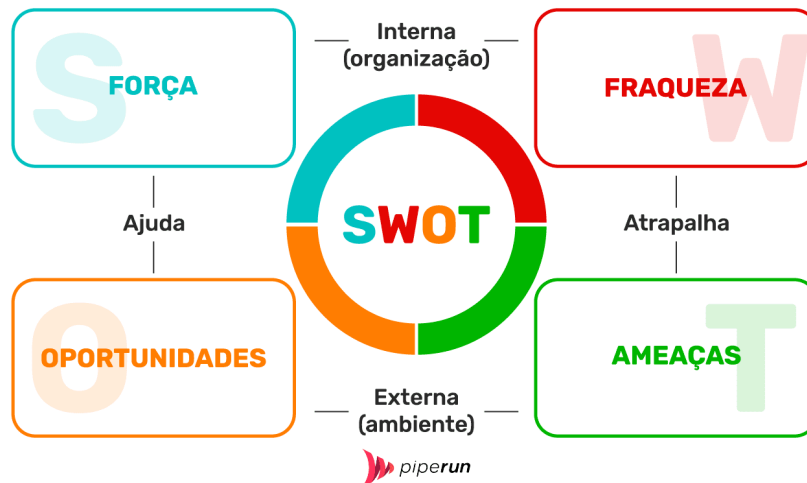 S
FORÇA
Interna
(organização)
W
FRAQUEZA
Ajuda
SWOT
Atrapalha
O
OPORTUNIDADES
T
AMEAÇAS
Externa
(ambiente)
piperun